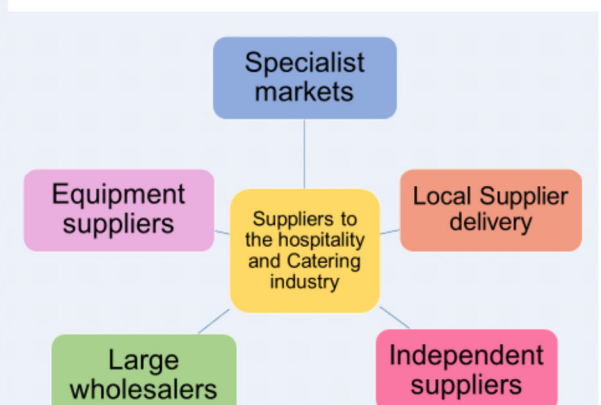 Specialist
markets
Equipment
suppliers
Local Supplier
delivery
Suppliers to
the hospitality
and Catering
industry
Large
wholesalers
Independent
suppliers